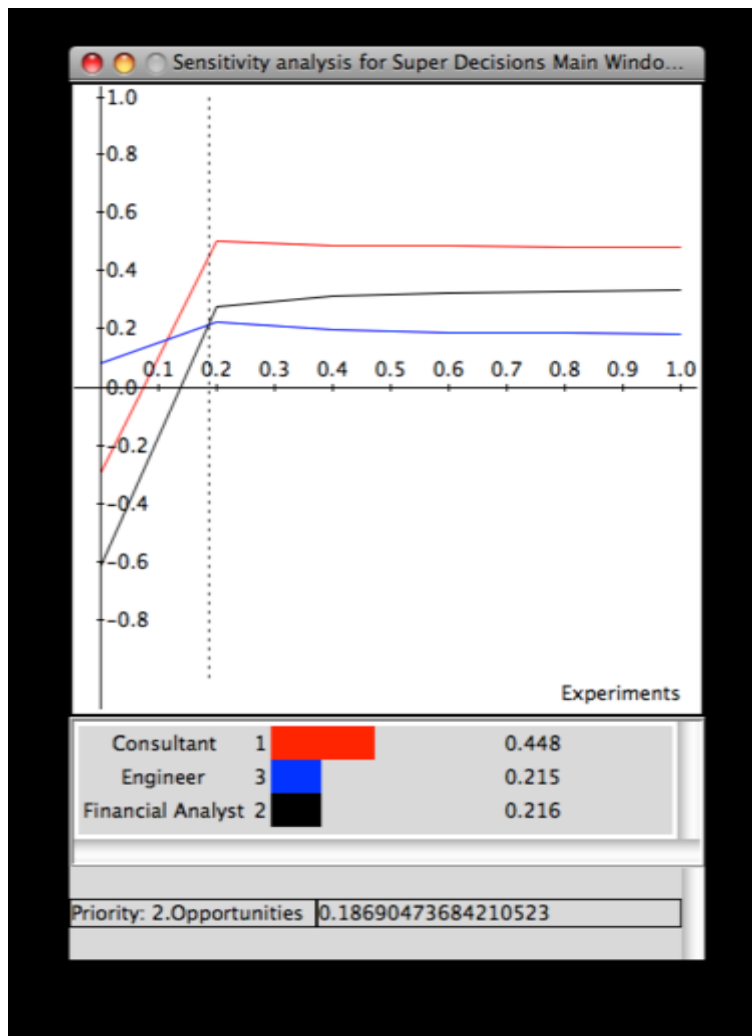 Sensitivity analysis for Super Decisions Main Windo...
1.0
0.8
0.6
0.4
0.2
0.1 0.2 0.3 0.4 0.5 0.6 0.7 0.8 0.9 1.0
0.0
-0.2
-0.4
-0.6
-0.8
Experiments
Consultant 1 0.448
Engineer 3 0.215
Financial Analyst 2 0.216
Priority: 2.Opportunities 0.18690473684210523